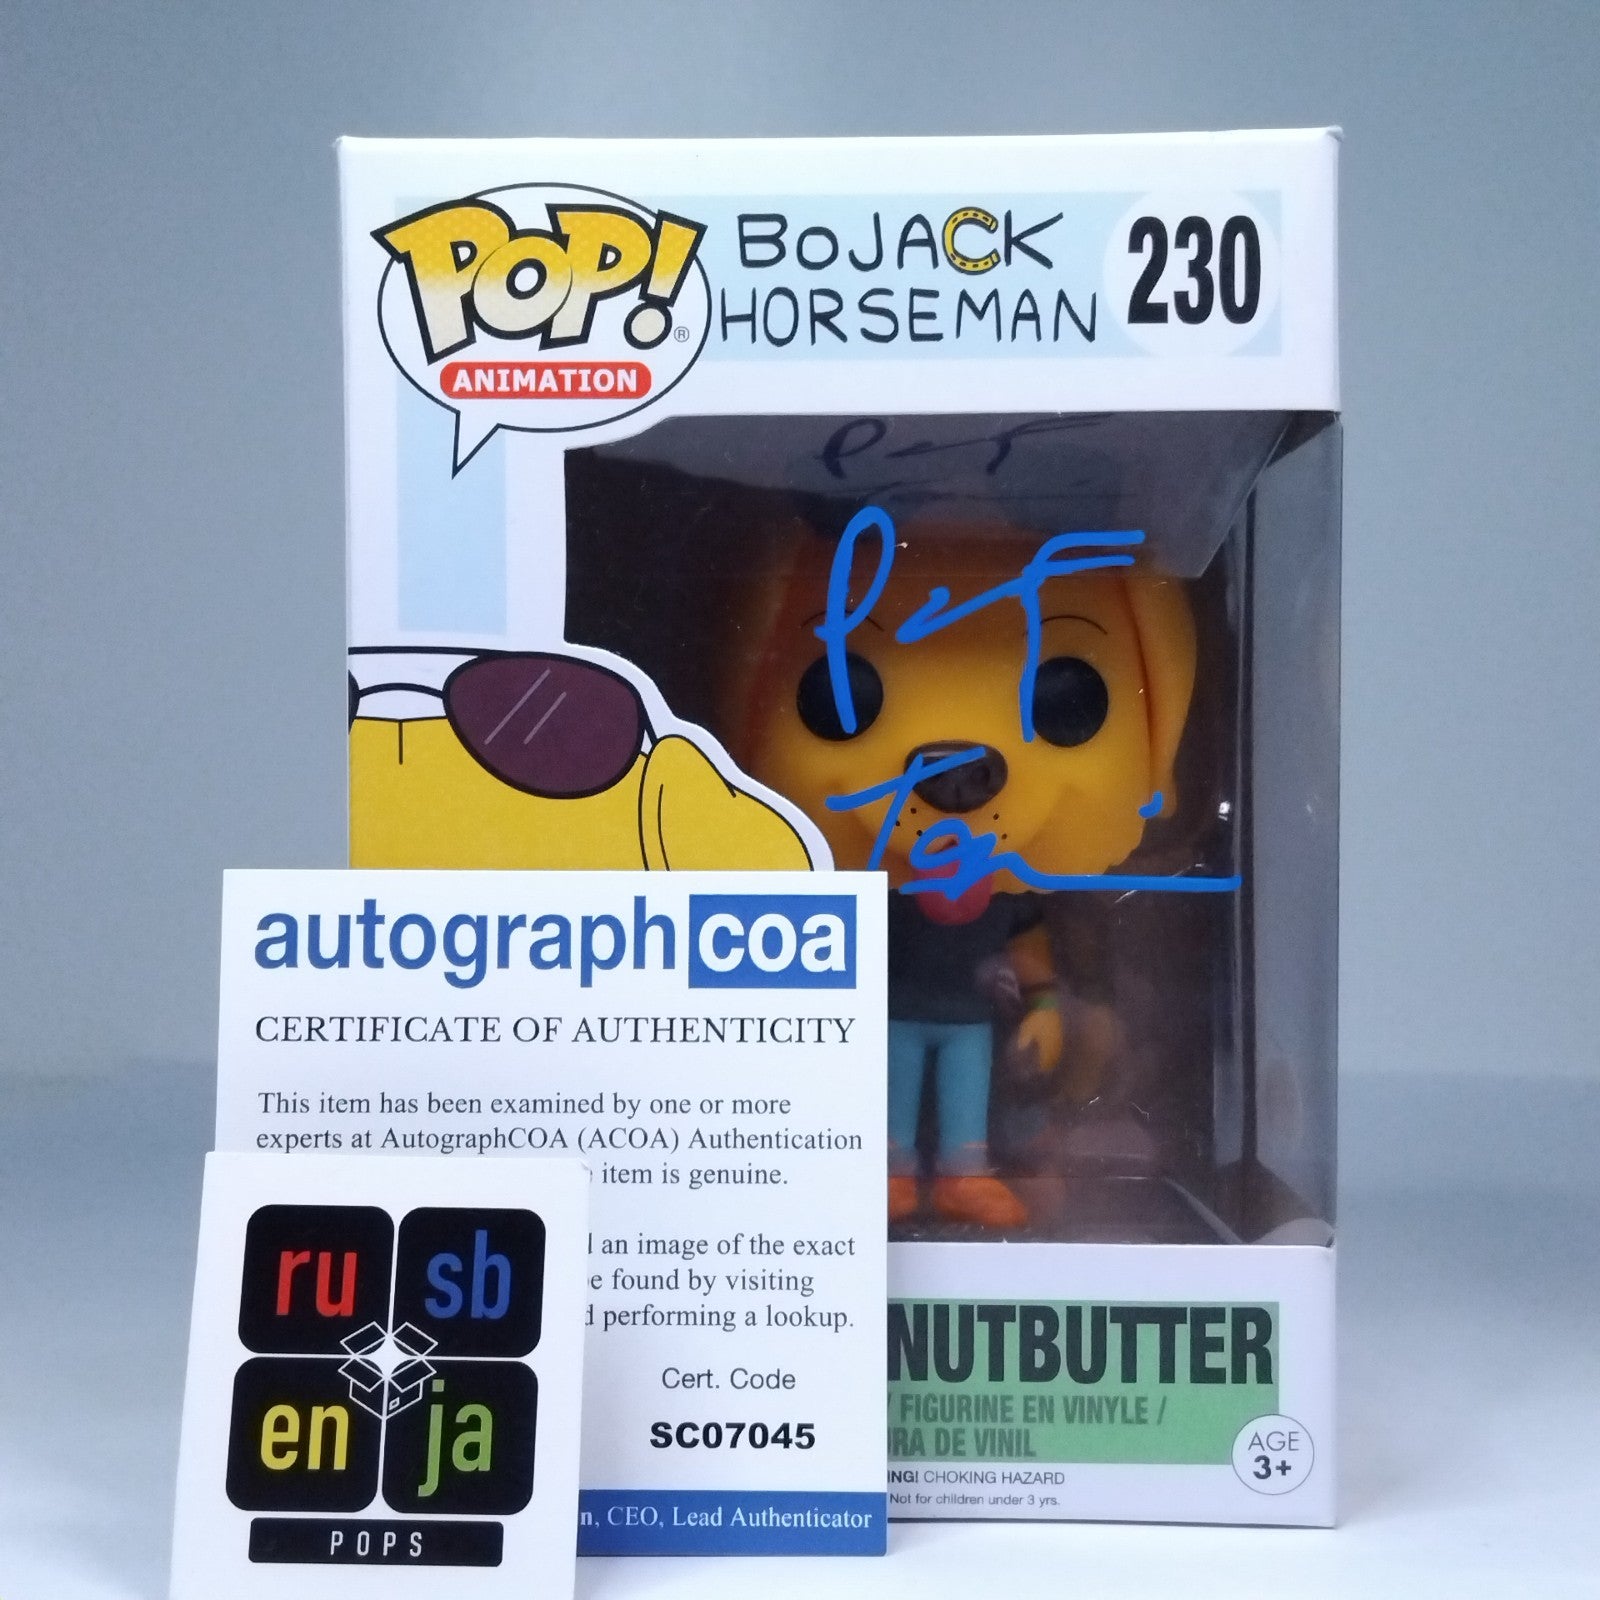 POP!®
ANIMATION
BOJACK
HORSEMAN
230
autograph coa
CERTIFICATE OF AUTHENTICITY
This item has been examined by one or more
experts at AutographCOA (ACOA) Authentication
item is genuine.
an image of the exact
found by visiting
performing a lookup.
Cert. Code
SC07045
, CEO, Lead Authenticator
ru sb
en ja
POPS
NUTBUTTER
/ FIGURINE EN VINYLE /
RA DE VINIL
ING! CHOKING HAZARD
Not for children under 3 yrs.
AGE
3+